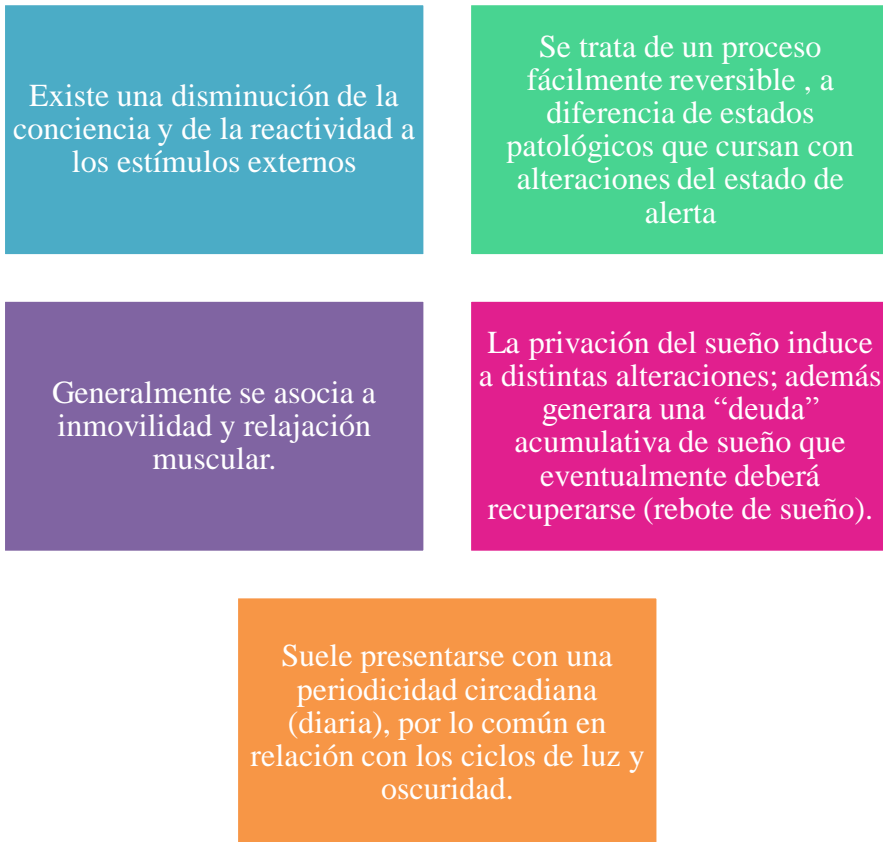 Existe una disminución de la
conciencia y de la reactividad a
los estímulos externos
Se trata de un proceso
fácilmente reversible , a
diferencia de estados
patológicos que cursan con
alteraciones del estado de
alerta
Generalmente se asocia a
inmovilidad y relajación
muscular.
La privación del sueño induce
a distintas alteraciones; además
generara una “deuda”
acumulativa de sueño que
eventualmente deberá
recuperarse (rebote de sueño).
Suele presentarse con una
periodicidad circadiana
(diaria), por lo común en
relación con los ciclos de luz y
oscuridad.